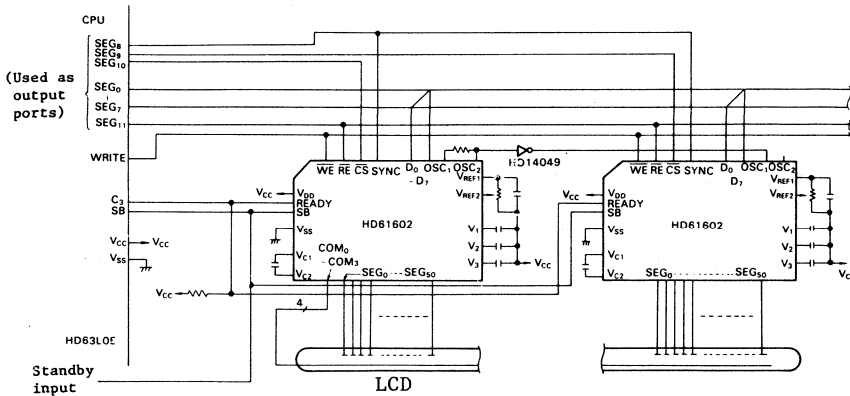 CPU
SEG8
SEG9
SEG10
(Used as
output
ports)
SEG0
SEG7
SEG11
WRITE
C3
SB
VCC VCC
VSS
HD63L05
Standby
input
WE RE CS SYNC D0 OSC1 OSC2
- D7
VREF1
VCC VDD
VREF2
READY
SB
HD61602
VSS
V1
V2
V3
VCC
VC1
VC2
COM0
-COM3
SEG0 SEG50
VCC
4
HD14049
WE RE CS SYNC D0 OSC1 OSC2
- D7
VREF1
VCC VDD
VREF2
READY
SB
HD61602
VSS
V1
V2
V3
VC1
VC2
SEG0 SEG50
LCD